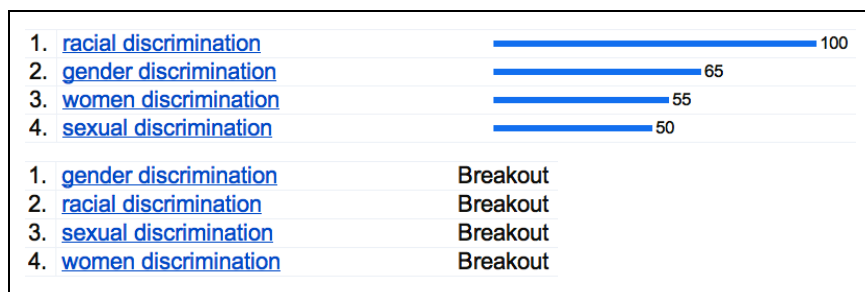 1. racial discrimination 100
2. gender discrimination 65
3. women discrimination 55
4. sexual discrimination 50
1. gender discrimination Breakout
2. racial discrimination Breakout
3. sexual discrimination Breakout
4. women discrimination Breakout